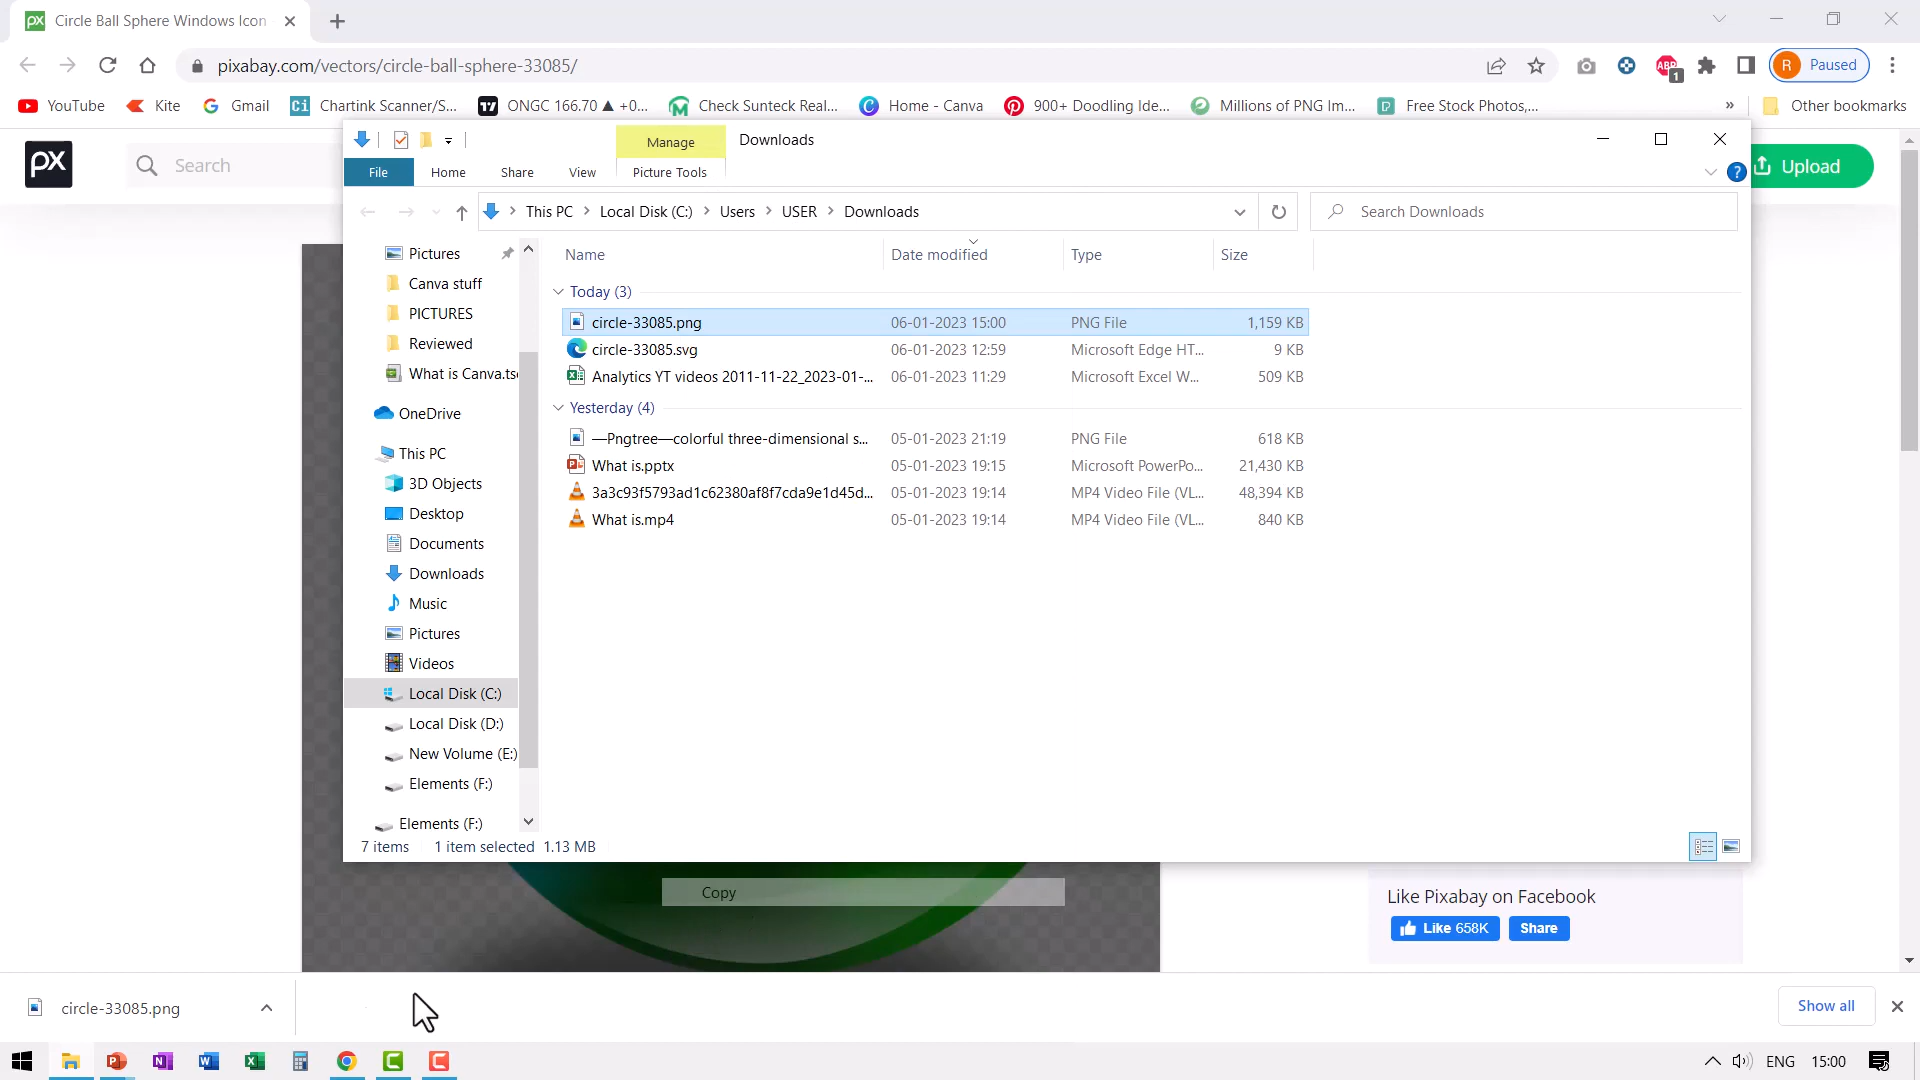 px Circle Ball Sphere Windows Icon
pixabay.com/vectors/circle-ball-sphere-33085/
ABP 1
R Paused
YouTube Kite Gmail Ci Chartink Scanner/S... ONGC 166.70 ▲ +0... Check Sunteck Real... Home - Canva 900+ Doodling Ide... Millions of PNG Im... Free Stock Photos,... » Other bookmarks
Manage Downloads
px Search Upload
File Home Share View Picture Tools ?
This PC > Local Disk (C:) > Users > USER > Downloads Search Downloads
Name Date modified Type Size
Today (3)
circle-33085.png 06-01-2023 15:00 PNG File 1,159 KB
circle-33085.svg 06-01-2023 12:59 Microsoft Edge HT... 9 KB
Analytics YT videos 2011-11-22_2023-01-... 06-01-2023 11:29 Microsoft Excel W... 509 KB
Yesterday (4)
—Pngtree—colorful three-dimensional s... 05-01-2023 21:19 PNG File 618 KB
What is.pptx 05-01-2023 19:15 Microsoft PowerPo... 21,430 KB
3a3c93f5793ad1c62380af8f7cda9e1d45d... 05-01-2023 19:14 MP4 Video File (VL... 48,394 KB
What is.mp4 05-01-2023 19:14 MP4 Video File (VL... 840 KB
Pictures
Canva stuff
PICTURES
Reviewed
What is Canva.tsc
OneDrive
This PC
3D Objects
Desktop
Documents
Downloads
Music
Pictures
Videos
Local Disk (C:)
Local Disk (D:)
New Volume (E:)
Elements (F:)
Elements (F:)
7 items 1 item selected 1.13 MB
Copy
Like Pixabay on Facebook
Like 658K Share
circle-33085.png Show all
ENG 15:00